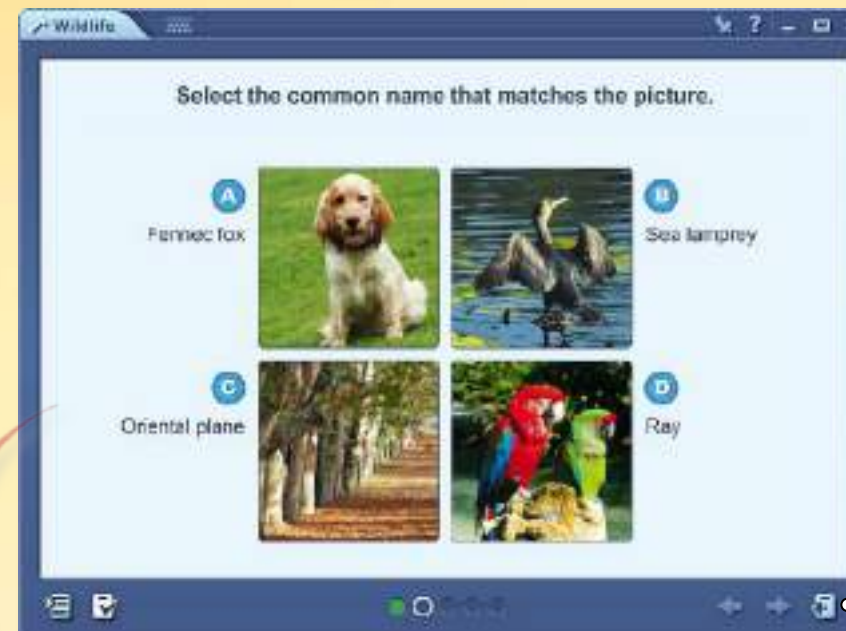 Wildlife
?
Select the common name that matches the picture.
A
Fennec fox
B
Sea lamprey
C
Oriental plane
D
Ray